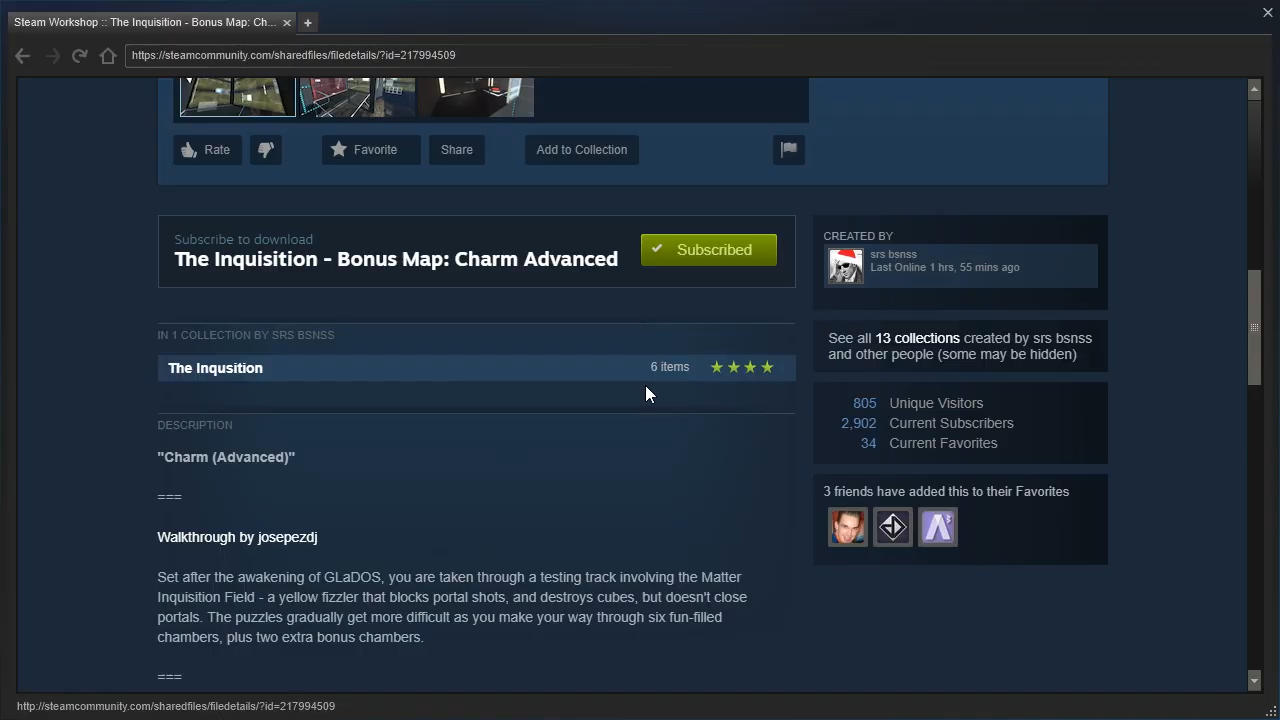 Steam Workshop :: The Inquisition - Bonus Map: Ch...
https://steamcommunity.com/sharedfiles/filedetails/?id=217994509
Rate
Favorite
Share
Add to Collection
Subscribe to download
The Inquisition - Bonus Map: Charm Advanced
Subscribed
IN 1 COLLECTION BY SRS BSNSS
The Inqusition
6 items
DESCRIPTION
"Charm (Advanced)"
===
Walkthrough by josepezdj
Set after the awakening of GLaDOS, you are taken through a testing track involving the Matter
Inquisition Field - a yellow fizzler that blocks portal shots, and destroys cubes, but doesn't close
portals. The puzzles gradually get more difficult as you make your way through six fun-filled
chambers, plus two extra bonus chambers.
===
CREATED BY
srs bsnss
Last Online 1 hrs, 55 mins ago
See all 13 collections created by srs bsnss
and other people (some may be hidden)
805 Unique Visitors
2,902 Current Subscribers
34 Current Favorites
3 friends have added this to their Favorites
http://steamcommunity.com/sharedfiles/filedetails/?id=217994509